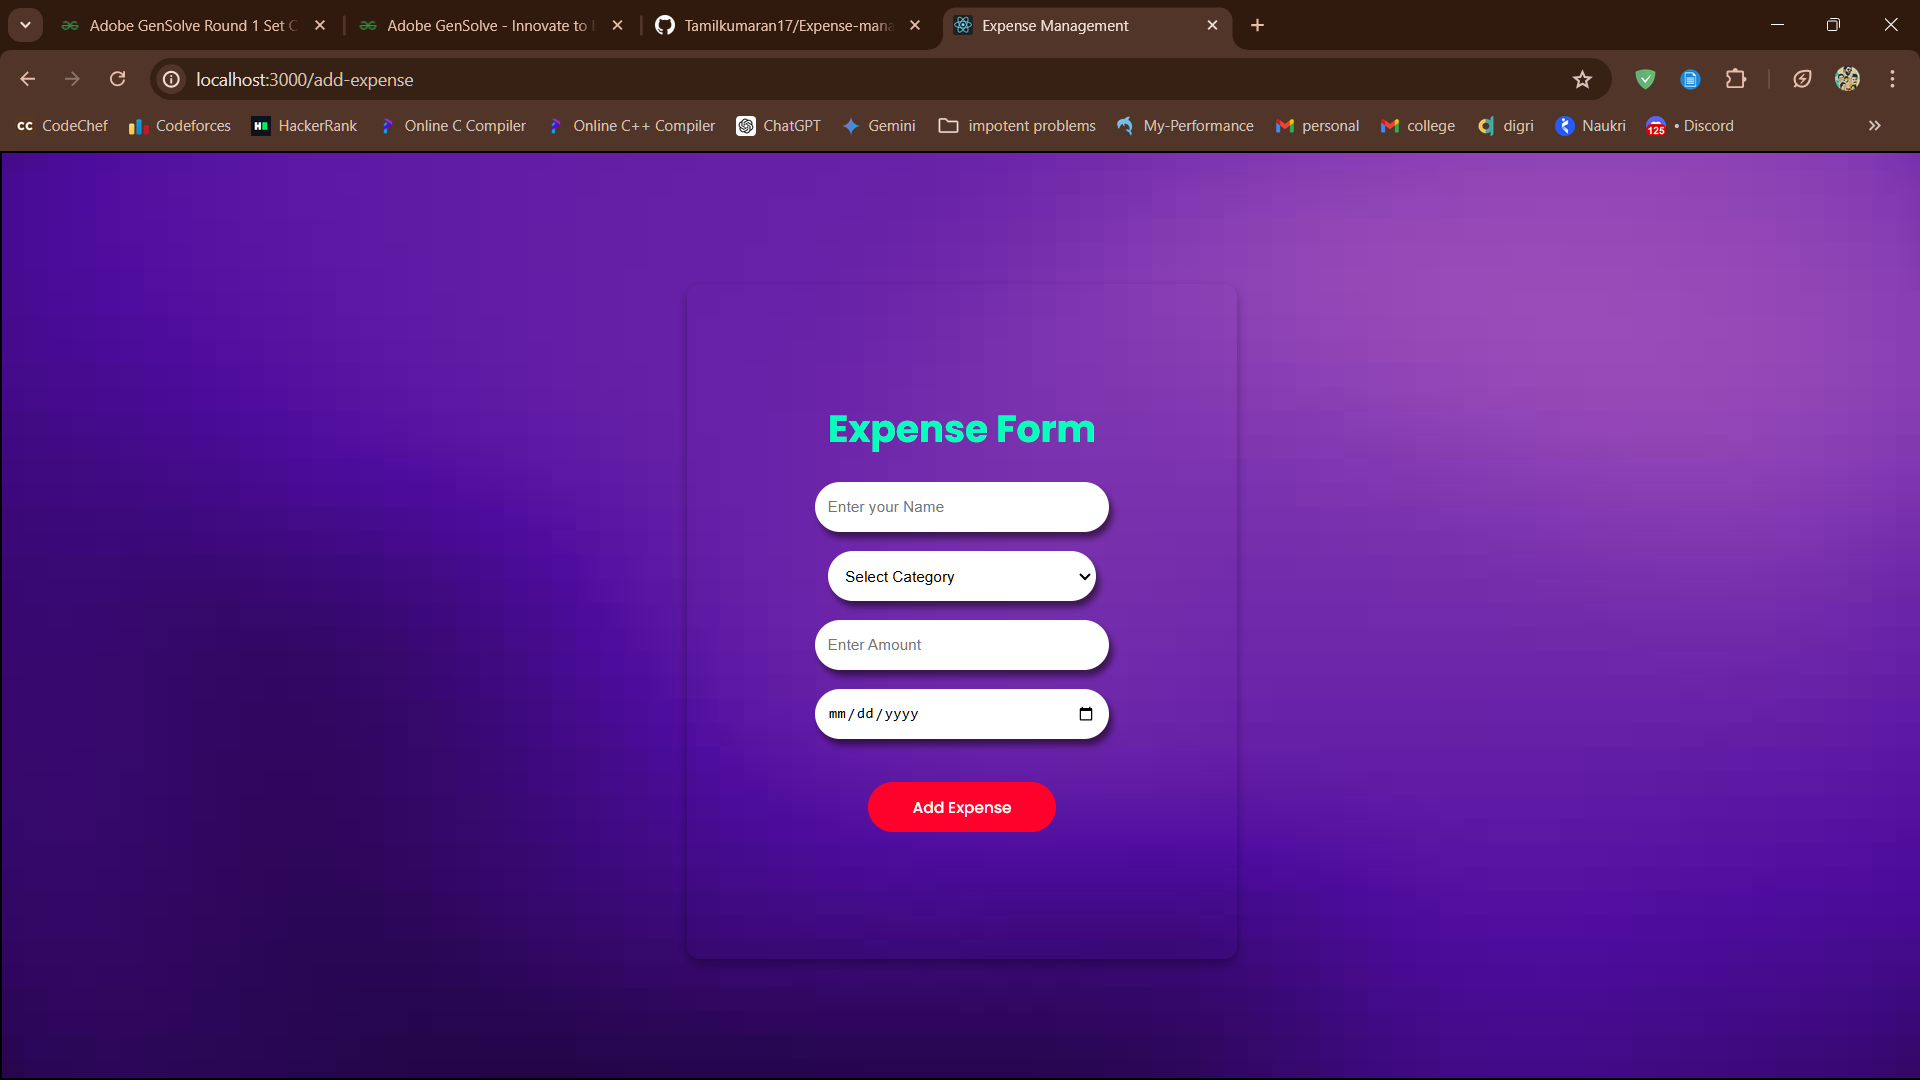 Adobe GenSolve Round 1 Set
Adobe GenSolve - Innovate to
Tamilkumaran17/Expense-mana
Expense Management
localhost:3000/add-expense
CC CodeChef
Codeforces
H HackerRank
Online C Compiler
Online C++ Compiler
ChatGPT
Gemini
impotent problems
My-Performance
personal
college
digri
Naukri
125 • Discord
Expense Form
Enter your Name
Select Category
Enter Amount
mm/dd/yyyy
Add Expense